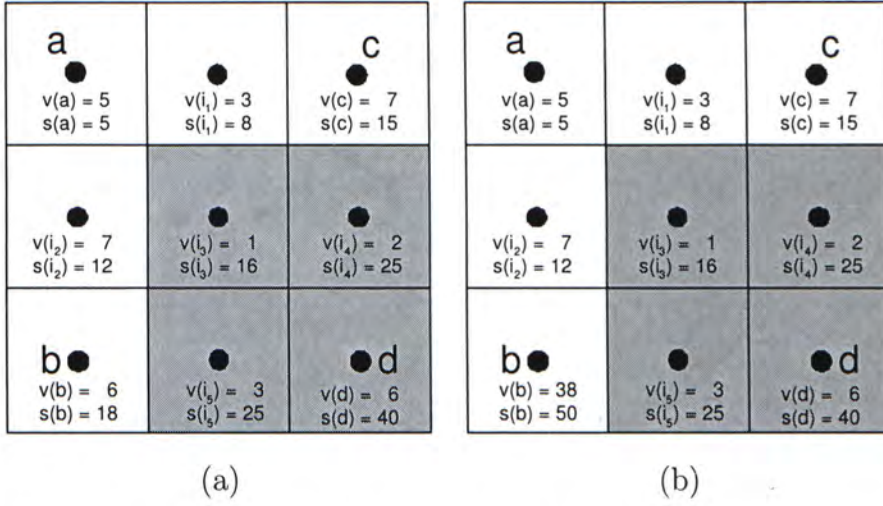 a
v(a) = 5
s(a) = 5
v(i₁) = 3
s(i₁) = 8
c
v(c) = 7
s(c) = 15
v(i₂) = 7
s(i₂) = 12
v(i₃) = 1
s(i₃) = 16
v(i₄) = 2
s(i₄) = 25
b
v(b) = 6
s(b) = 18
v(i₅) = 3
s(i₅) = 25
d
v(d) = 6
s(d) = 40
(a)
a
v(a) = 5
s(a) = 5
v(i₁) = 3
s(i₁) = 8
c
v(c) = 7
s(c) = 15
v(i₂) = 7
s(i₂) = 12
v(i₃) = 1
s(i₃) = 16
v(i₄) = 2
s(i₄) = 25
b
v(b) = 38
s(b) = 50
v(i₅) = 3
s(i₅) = 25
d
v(d) = 6
s(d) = 40
(b)